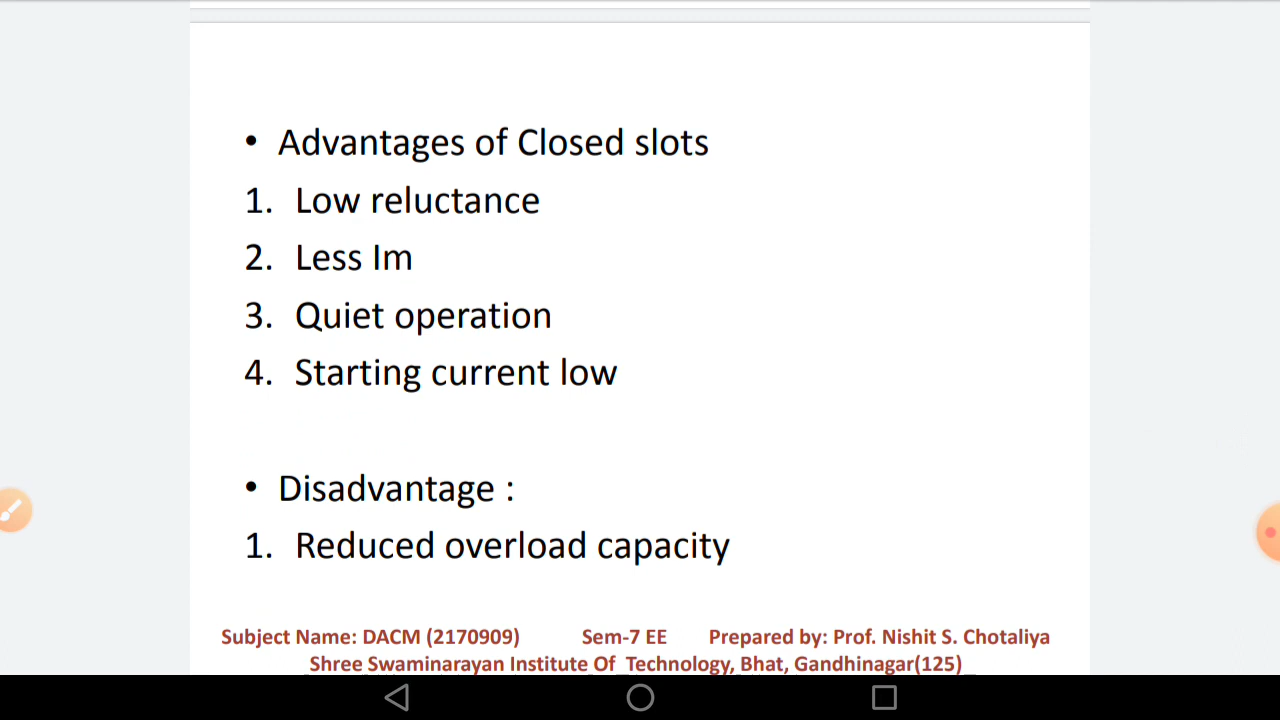 • Advantages of Closed slots
1. Low reluctance
2. Less Im
3. Quiet operation
4. Starting current low
• Disadvantage :
1. Reduced overload capacity
Subject Name: DACM (2170909) Sem-7 EE Prepared by: Prof. Nishit S. Chotaliya
Shree Swaminarayan Institute Of Technology, Bhat, Gandhinagar(125)